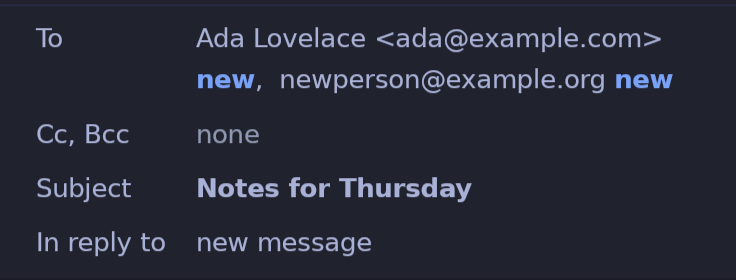 To Ada Lovelace <ada@example.com>
new, newperson@example.org new
Cc, Bcc none
Subject Notes for Thursday
In reply to new message